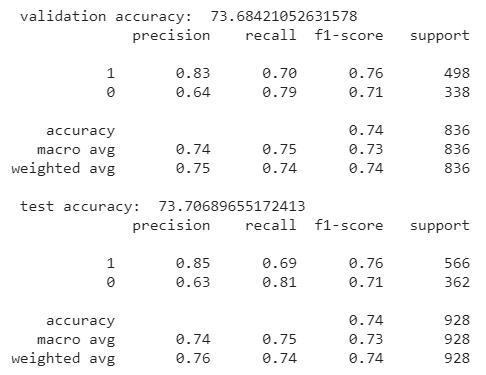 validation accuracy:  73.68421052631578
              precision    recall  f1-score   support

           1       0.83      0.70      0.76       498
           0       0.64      0.79      0.71       338

    accuracy                           0.74       836
   macro avg       0.74      0.75      0.73       836
weighted avg       0.75      0.74      0.74       836

test accuracy:  73.70689655172413
              precision    recall  f1-score   support

           1       0.85      0.69      0.76       566
           0       0.63      0.81      0.71       362

    accuracy                           0.74       928
   macro avg       0.74      0.75      0.73       928
weighted avg       0.76      0.74      0.74       928